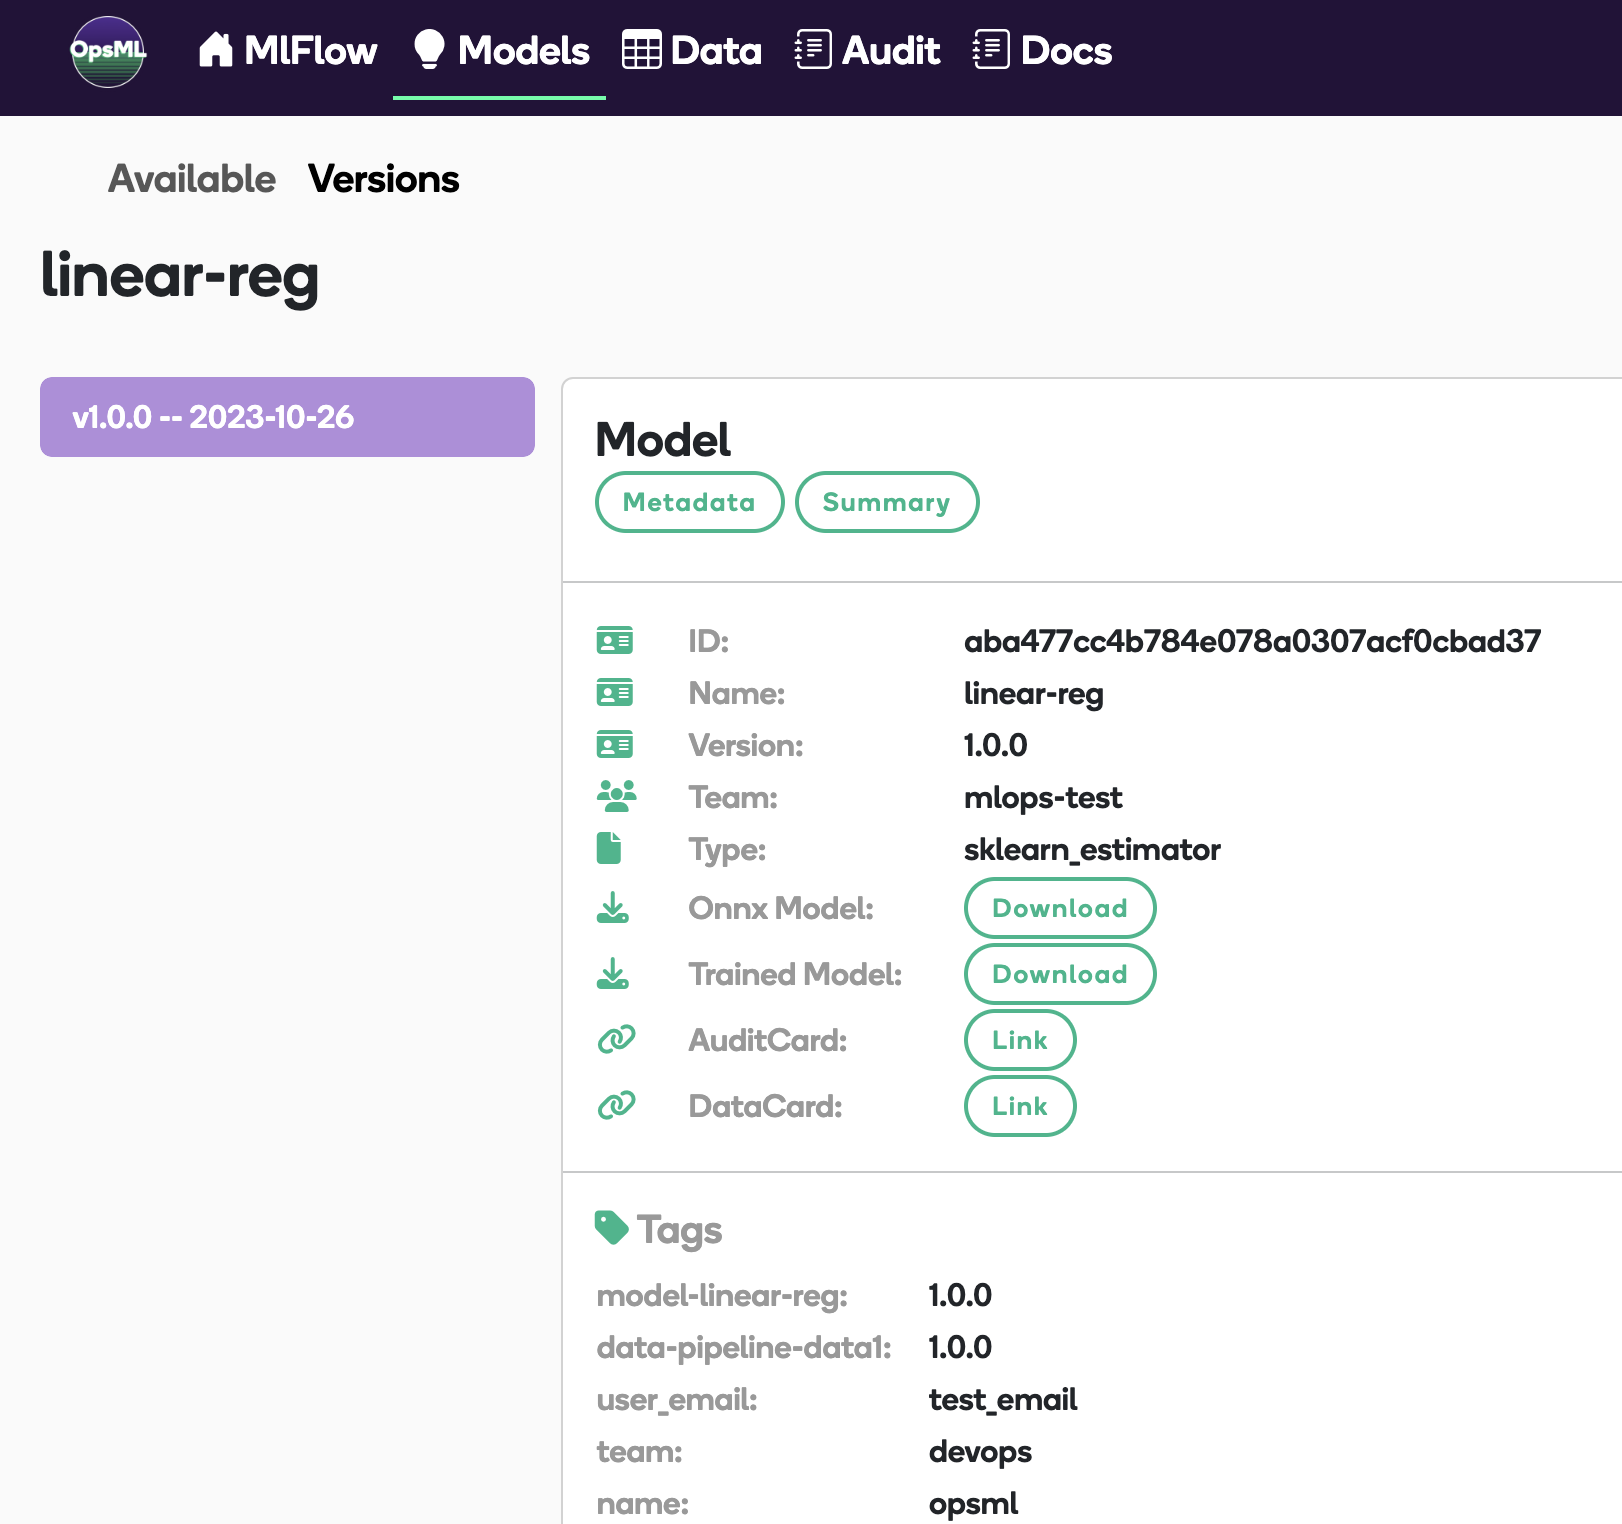 OpsML MlFlow Models Data Audit Docs
Available Versions
linear-reg
v1.0.0 -- 2023-10-26
Model
Metadata Summary
ID: aba477cc4b784e078a0307acf0cbad37
Name: linear-reg
Version: 1.0.0
Team: mlops-test
Type: sklearn_estimator
Onnx Model: Download
Trained Model: Download
AuditCard: Link
DataCard: Link
Tags
model-linear-reg: 1.0.0
data-pipeline-data1: 1.0.0
user_email: test_email
team: devops
name: opsml